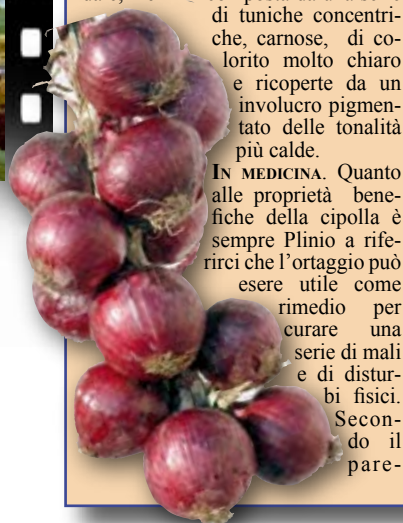 di tuniche concentri-
che, carnose, di co-
lorito molto chiaro
e ricoperte da un
involucro pigmen-
tato delle tonalità
più calde.
IN MEDICINA. Quanto
alle proprietà bene-
fiche della cipolla è
sempre Plinio a rife-
rirci che l'ortaggio può
esere utile come
rimedio per
curare una
serie di mali
e di distur-
bi fisici.
Secon-
do il
pare-